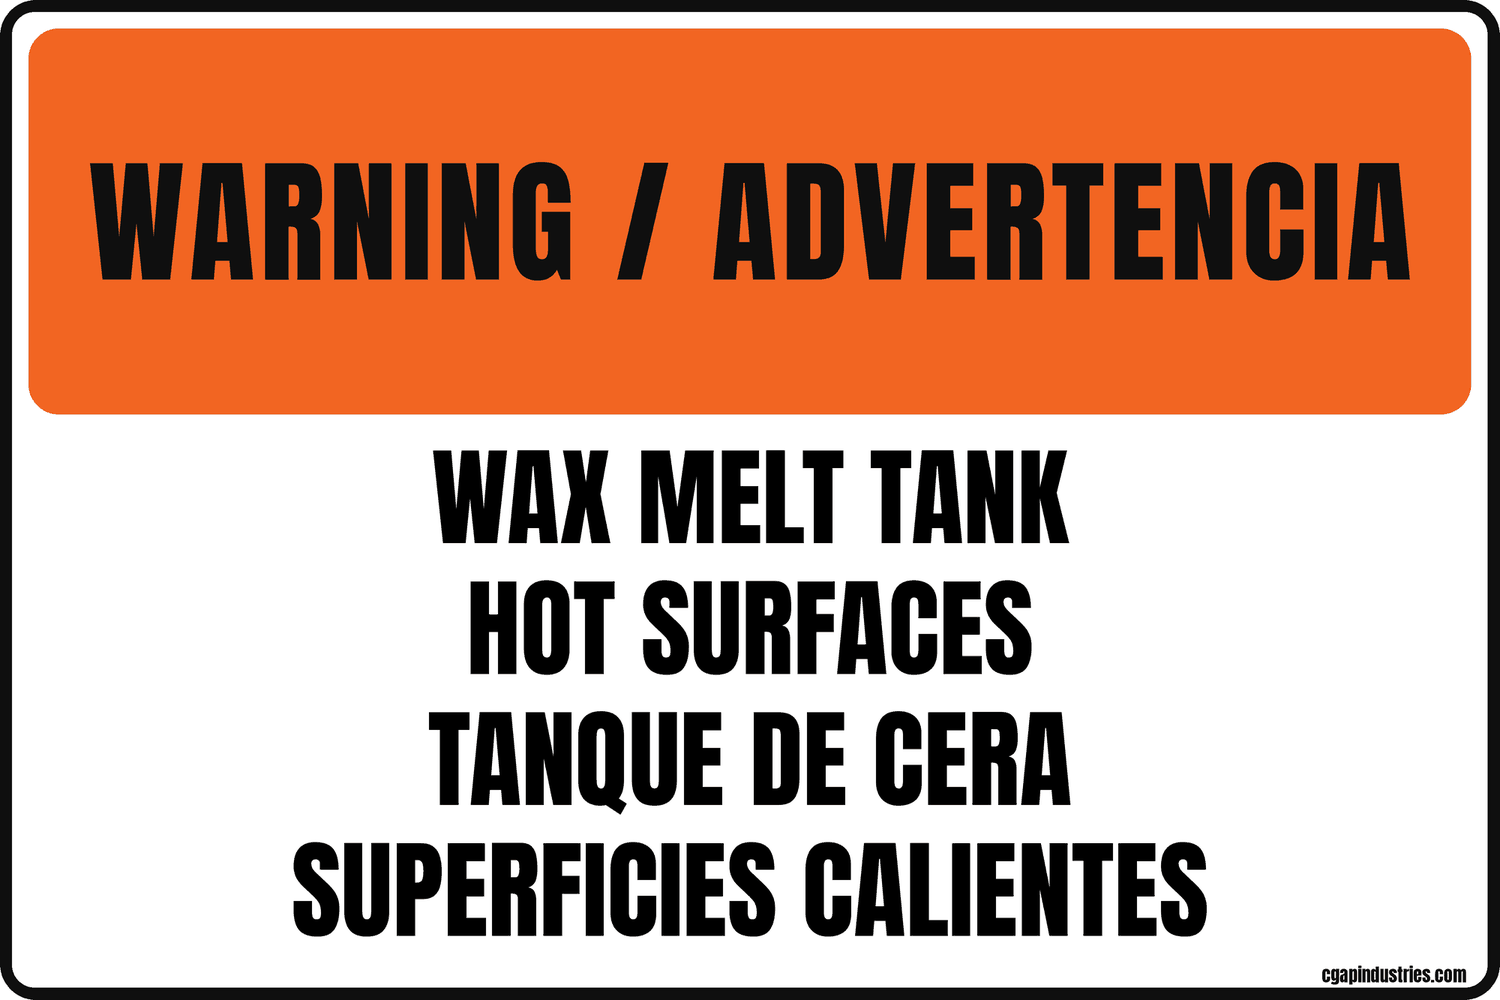 WARNING / ADVERTENCIA
WAX MELT TANK
HOT SURFACES
TANQUE DE CERA
SUPERFICIES CALIENTES
cgapindustries.com